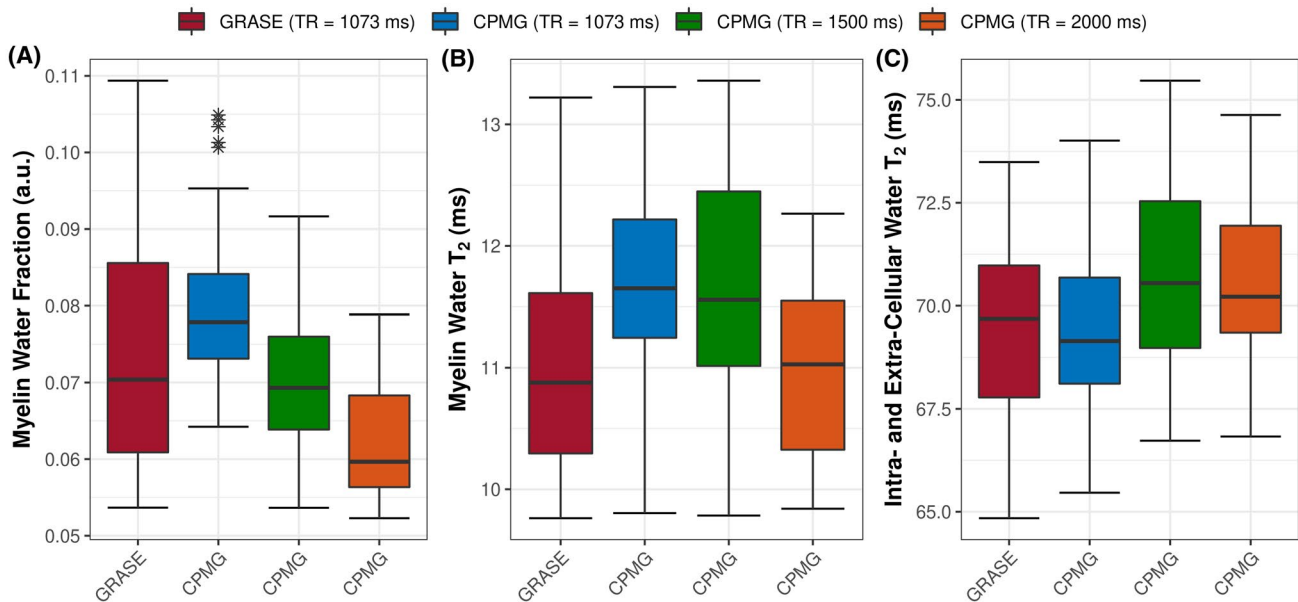 GRASE (TR = 1073 ms) CPMG (TR = 1073 ms) CPMG (TR = 1500 ms) CPMG (TR = 2000 ms)
(A)
Myelin Water Fraction (a.u.)
0.11
0.10
0.09
0.08
0.07
0.06
0.05
GRASE CPMG CPMG CPMG
(B)
Myelin Water T₂ (ms)
13
12
11
10
GRASE CPMG CPMG CPMG
(C)
Intra- and Extra-Cellular Water T₂ (ms)
75.0
72.5
70.0
67.5
65.0
GRASE CPMG CPMG CPMG